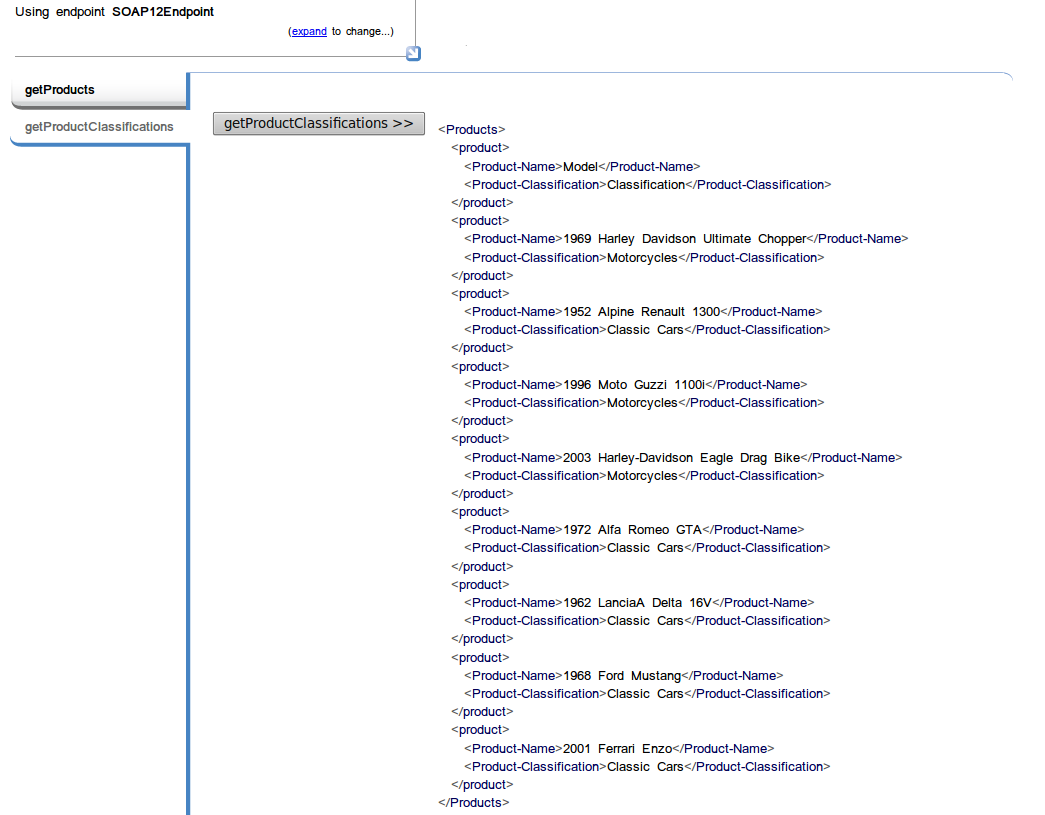 Using endpoint SOAP12Endpoint
(expand to change...)
getProducts
getProductClassifications
getProductClassifications >>
<Products>
<product>
<Product-Name>Model</Product-Name>
<Product-Classification>Classification</Product-Classification>
</product>
<product>
<Product-Name>1969 Harley Davidson Ultimate Chopper</Product-Name>
<Product-Classification>Motorcycles</Product-Classification>
</product>
<product>
<Product-Name>1952 Alpine Renault 1300</Product-Name>
<Product-Classification>Classic Cars</Product-Classification>
</product>
<product>
<Product-Name>1996 Moto Guzzi 1100i</Product-Name>
<Product-Classification>Motorcycles</Product-Classification>
</product>
<product>
<Product-Name>2003 Harley-Davidson Eagle Drag Bike</Product-Name>
<Product-Classification>Motorcycles</Product-Classification>
</product>
<product>
<Product-Name>1972 Alfa Romeo GTA</Product-Name>
<Product-Classification>Classic Cars</Product-Classification>
</product>
<product>
<Product-Name>1962 LanciaA Delta 16V</Product-Name>
<Product-Classification>Classic Cars</Product-Classification>
</product>
<product>
<Product-Name>1968 Ford Mustang</Product-Name>
<Product-Classification>Classic Cars</Product-Classification>
</product>
<product>
<Product-Name>2001 Ferrari Enzo</Product-Name>
<Product-Classification>Classic Cars</Product-Classification>
</product>
</Products>